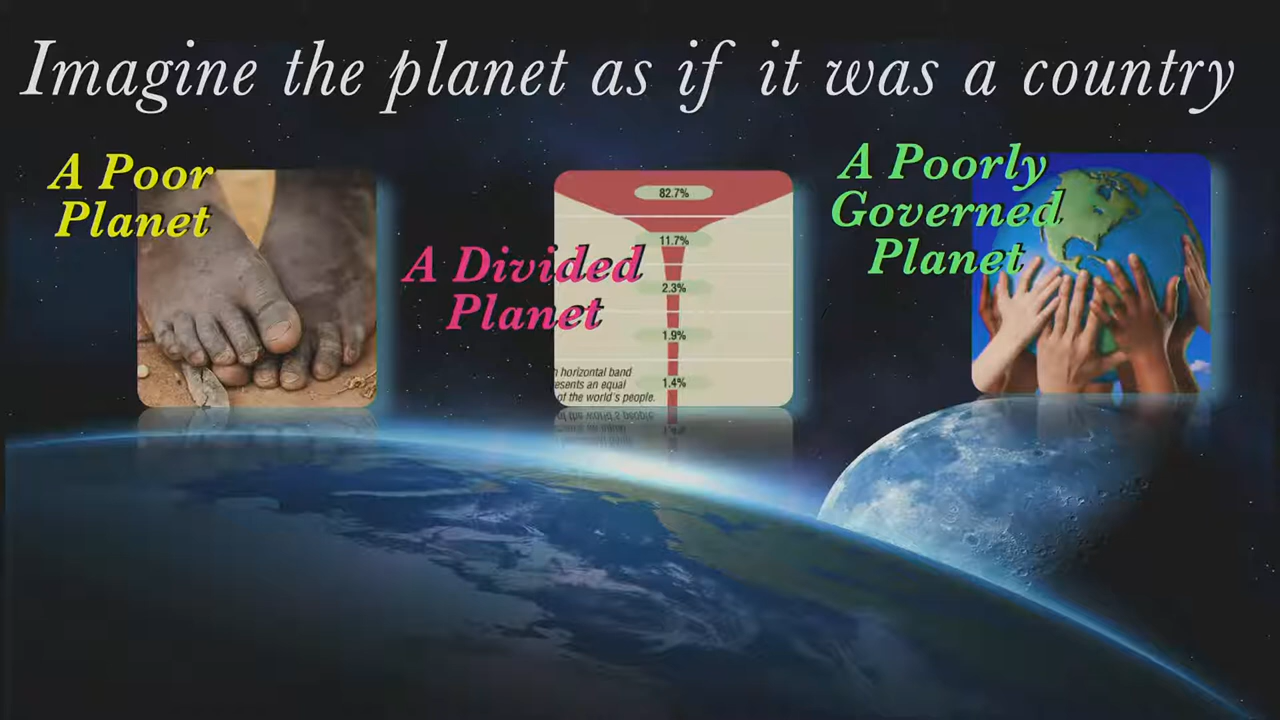 Imagine the planet as if it was a country
A Poor
Planet
A Divided
Planet
82.7%
11.7%
2.3%
1.9%
1.4%
horizontal band
esents an equal
of the world's people.
A Poorly
Governed
Planet